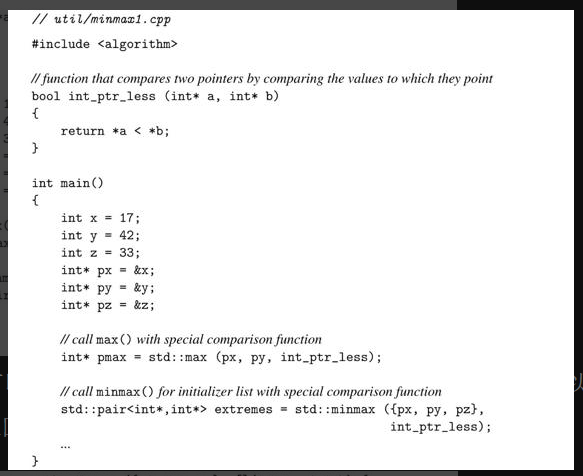 // util/minmax1.cpp
#include <algorithm>
// function that compares two pointers by comparing the values to which they point
bool int_ptr_less (int* a, int* b)
{
    return *a < *b;
}
int main()
{
    int x = 17;
    int y = 42;
    int z = 33;
    int* px = &x;
    int* py = &y;
    int* pz = &z;
    // call max() with special comparison function
    int* pmax = std::max (px, py, int_ptr_less);
    // call minmax() for initializer list with special comparison function
    std::pair<int*,int*> extremes = std::minmax ({px, py, pz},
                                                 int_ptr_less);
    ...
}